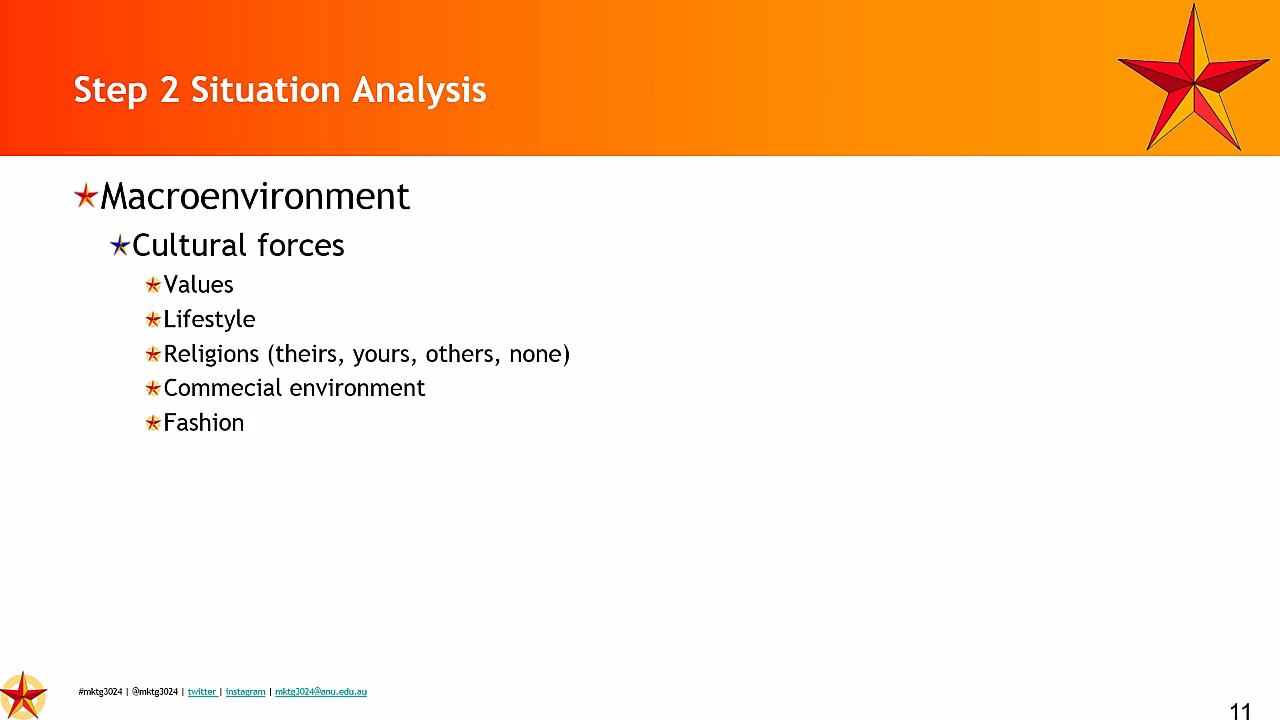 Step 2 Situation Analysis
Macroenvironment
Cultural forces
Values
Lifestyle
Religions (theirs, yours, others, none)
Commecial environment
Fashion
#mktg3024 | @mktg3024 | twitter | instagram | mktg3024@anu.edu.au
11